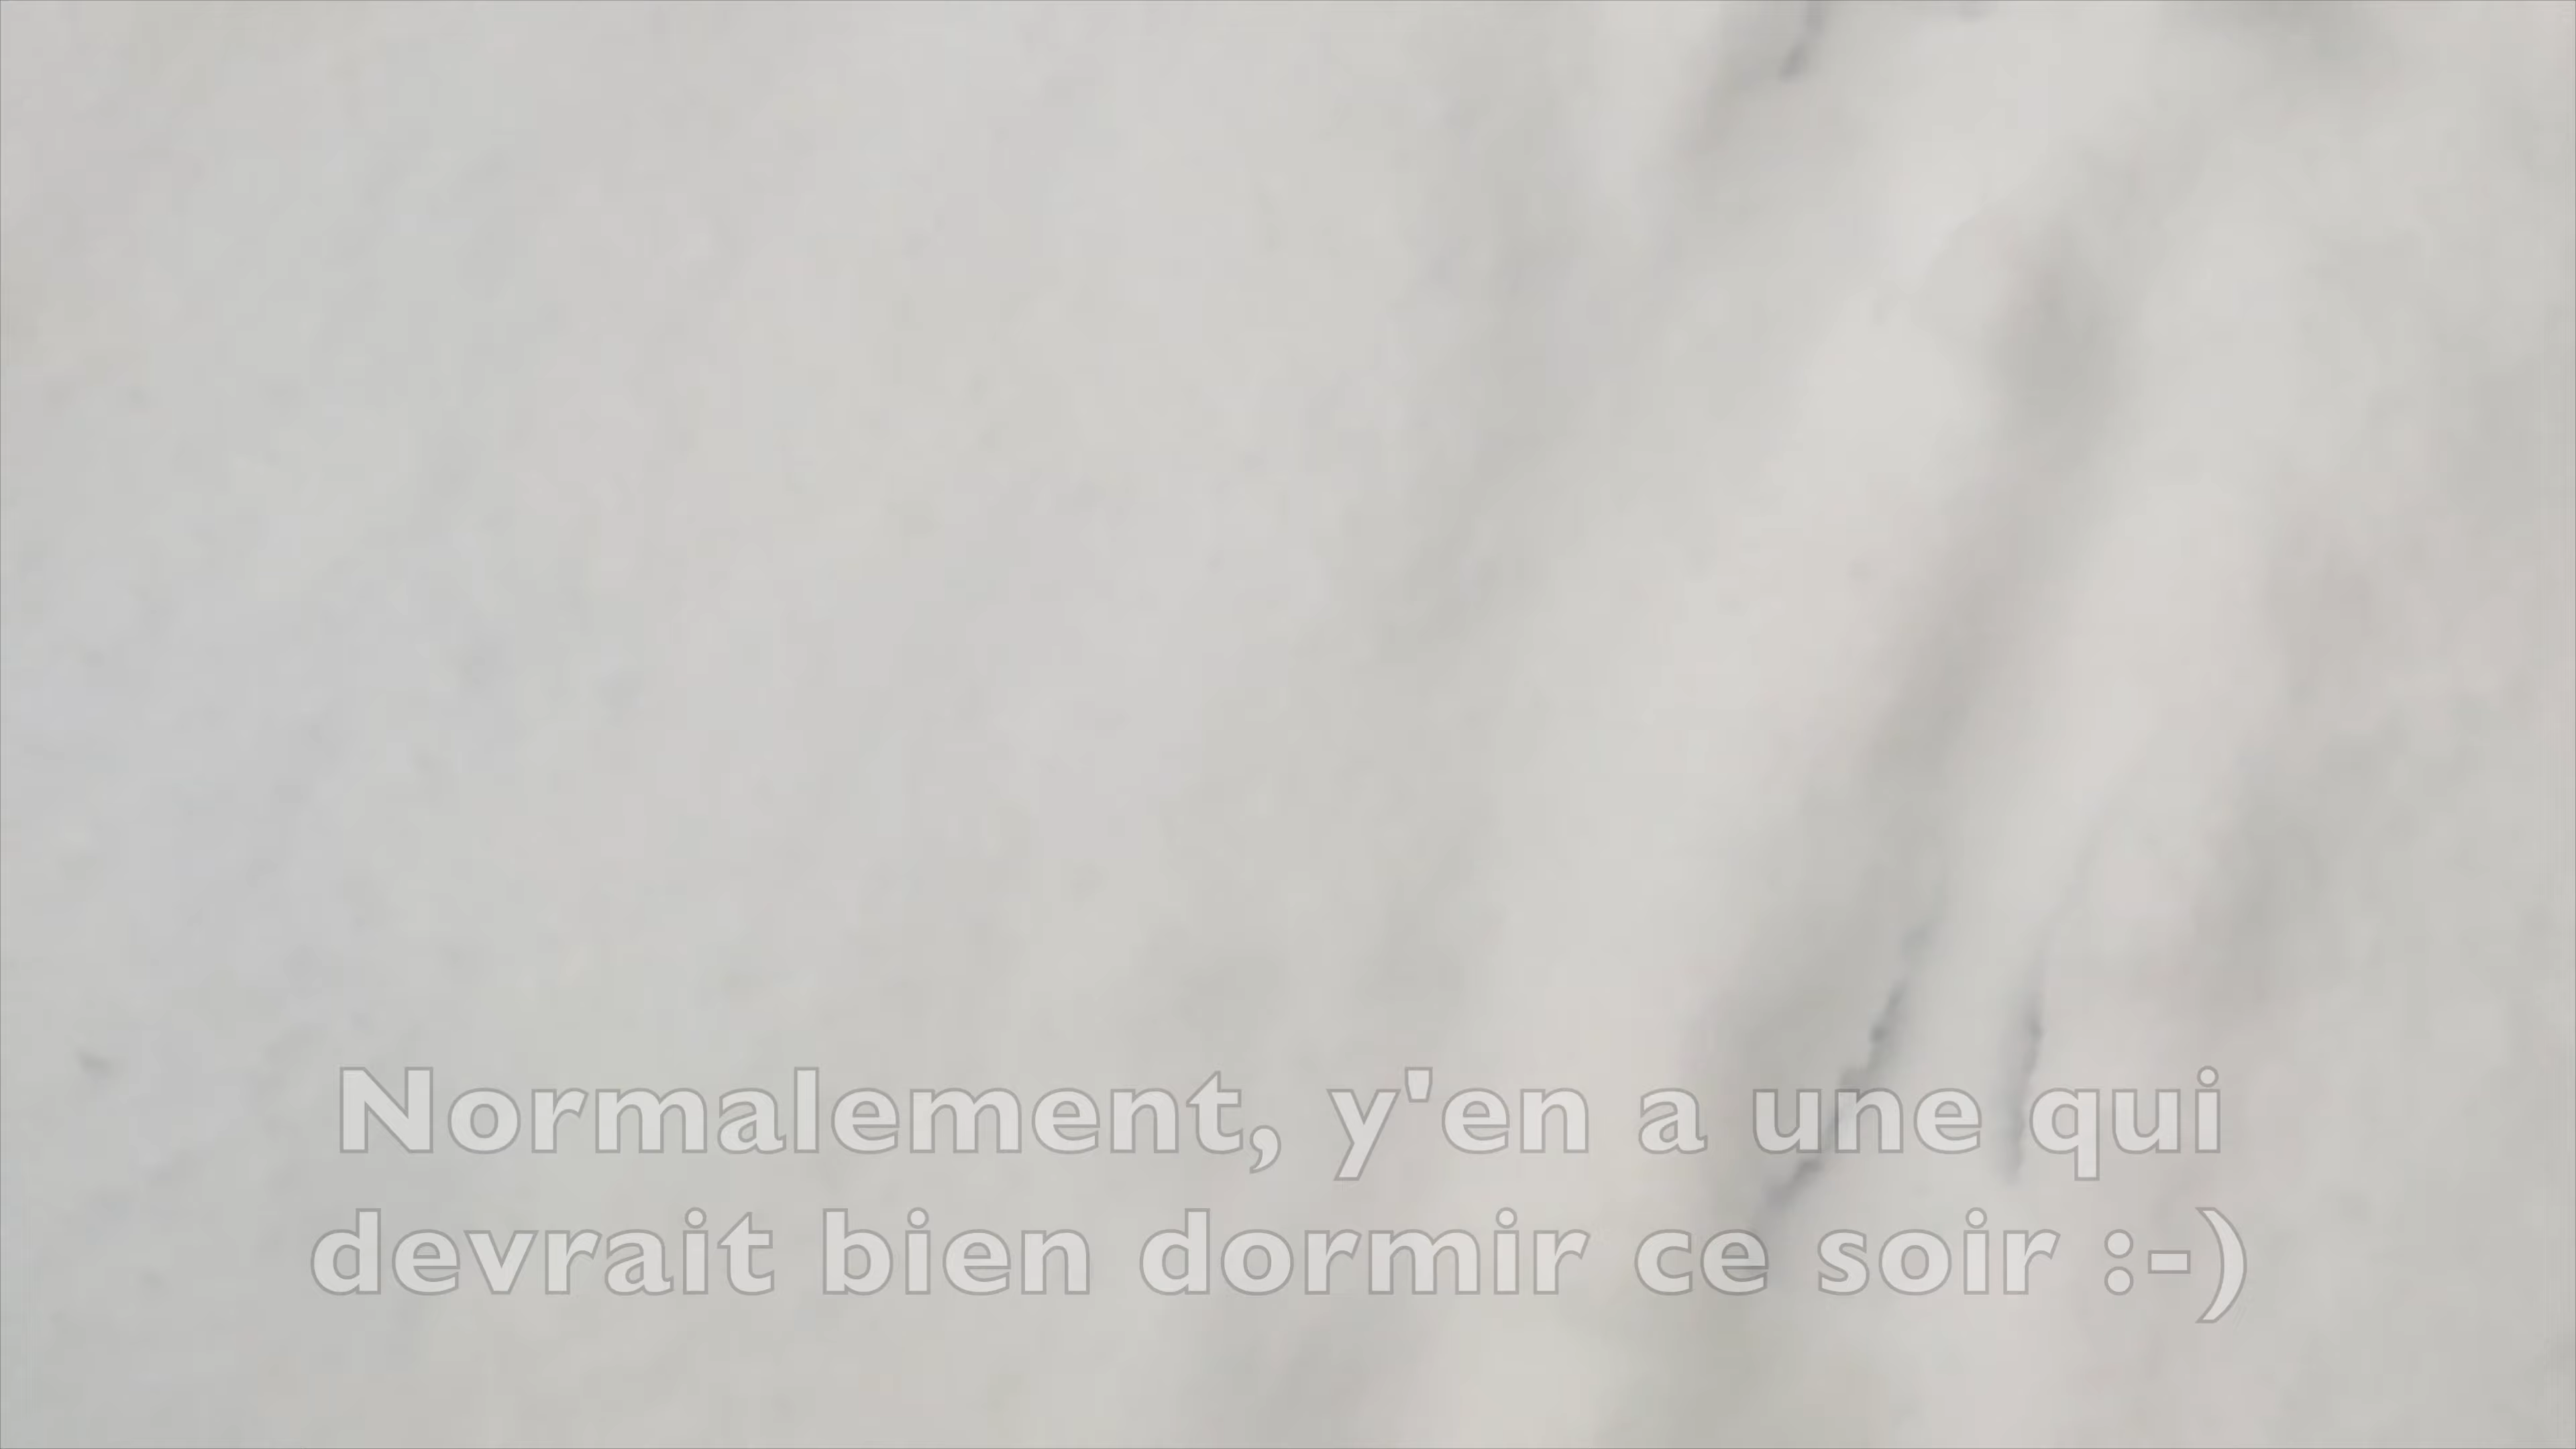 Normalement, y'en a une qui
devrait bien dormir ce soir :-)